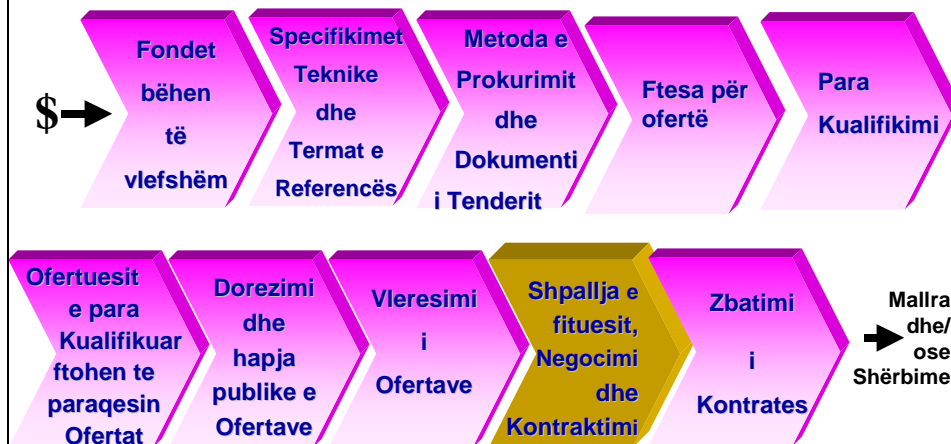 $
Fondet
bëhen
të
vlefshëm
Specifikimet
Teknike
dhe
Termat e
Referencës
Metoda e
Prokurimit
dhe
Dokumenti
i Tenderit
Ftesa për
ofertë
Para
Kualifikimi
Ofertuesit
e para
Kualifikuar
ftohen te
paraqesin
Ofertat
Dorezimi
dhe
hapja
publike e
Ofertave
Vleresimi
i
Ofertave
Shpallja e
fituesit,
Negocimi
dhe
Kontraktimi
Zbatimi
i
Kontrates
Mallra
dhe/
ose
Shërbime